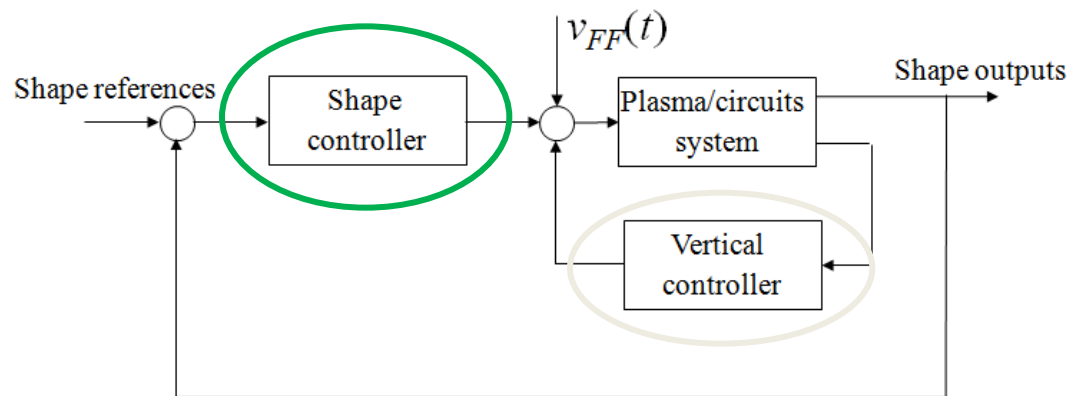 v_FF(t)
Shape references
Shape
controller
Plasma/circuits
system
Shape outputs
Vertical
controller